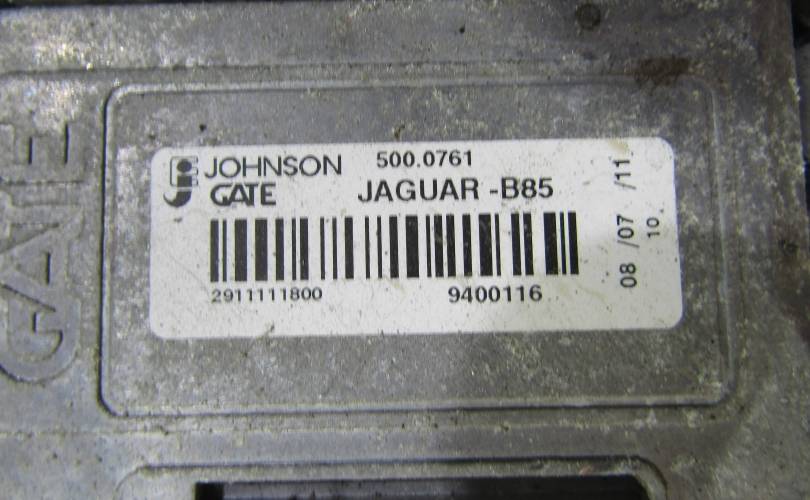 GATE
JOHNSON 500.0761
GATE JAGUAR -B85
2911111800 9400116
08 /07 /11
10